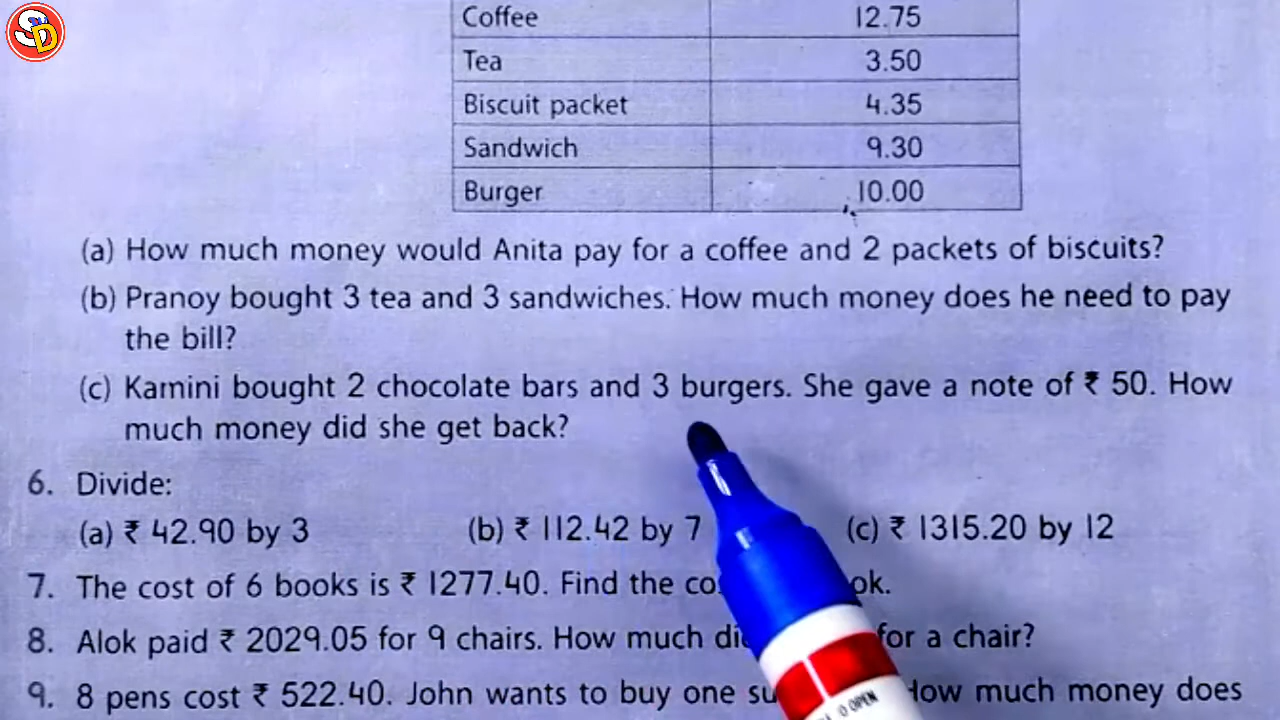 SD
Coffee 12.75
Tea 3.50
Biscuit packet 4.35
Sandwich 9.30
Burger 10.00
(a) How much money would Anita pay for a coffee and 2 packets of biscuits?
(b) Pranoy bought 3 tea and 3 sandwiches. How much money does he need to pay
the bill?
(c) Kamini bought 2 chocolate bars and 3 burgers. She gave a note of ₹ 50. How
much money did she get back?
6. Divide:
(a) ₹ 42.90 by 3 (b) ₹ 112.42 by 7 (c) ₹ 1315.20 by 12
7. The cost of 6 books is ₹ 1277.40. Find the
8. Alok paid ₹ 2029.05 for 9 chairs. How much for a chair?
9. 8 pens cost ₹ 522.40. John wants to buy one How much money does
OPEN